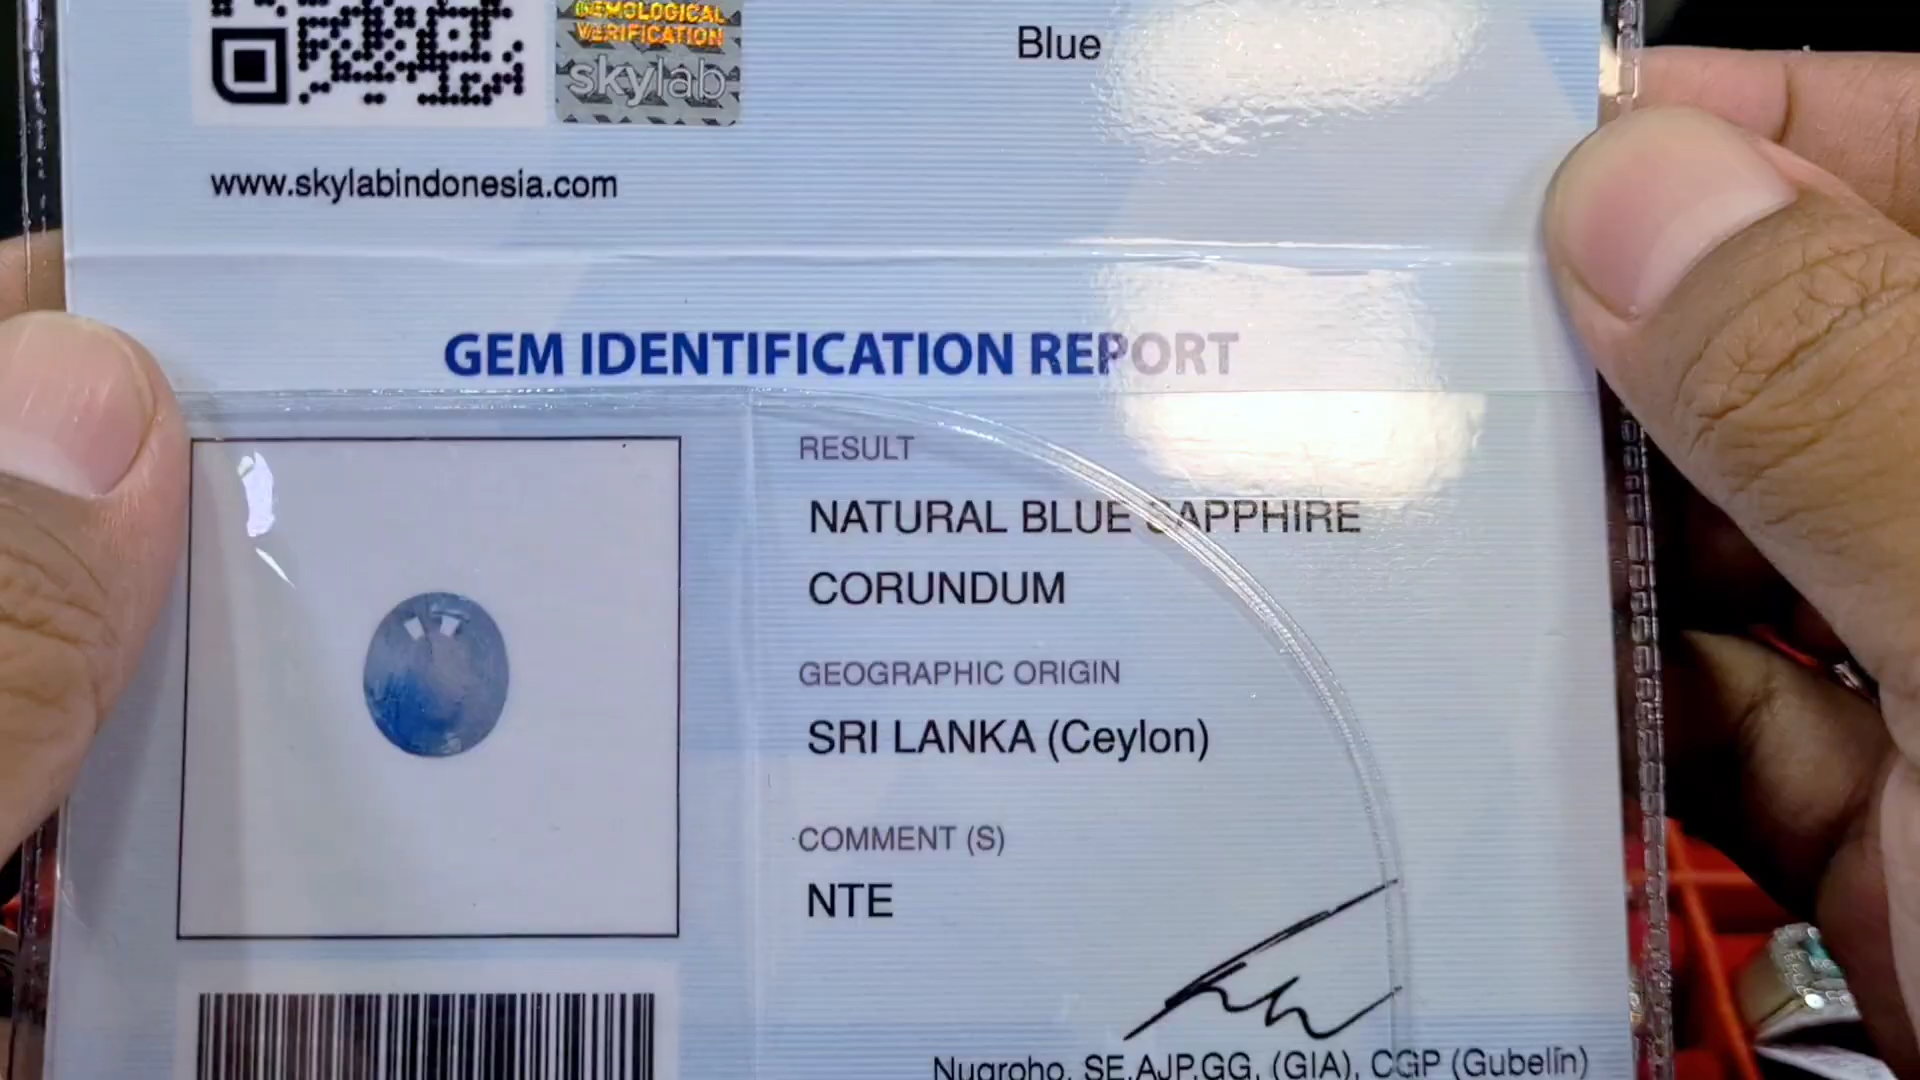 GEMOLOGICAL
VERIFICATION
skylab
Blue
www.skylabindonesia.com
GEM IDENTIFICATION REPORT
RESULT
NATURAL BLUE SAPPHIRE
CORUNDUM
GEOGRAPHIC ORIGIN
SRI LANKA (Ceylon)
COMMENT (S)
NTE
Nugroho, SE,AJP,GG, (GIA), CGP (Gubelin)